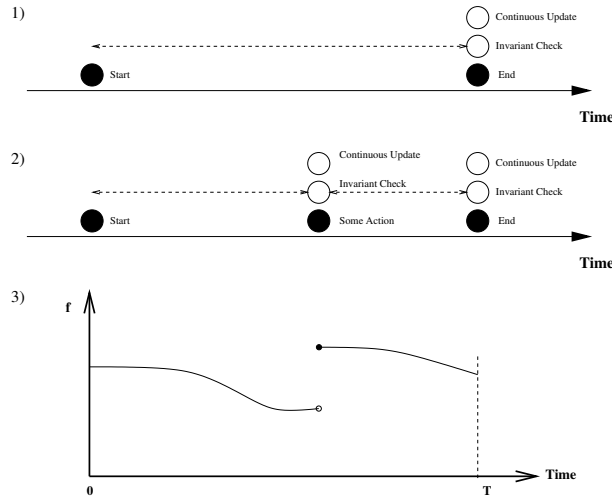 1)
Continuous Update
Invariant Check
Start
End
Time
2)
Continuous Update
Continuous Update
Invariant Check
Invariant Check
Start
Some Action
End
Time
3)
f
Time
0
T